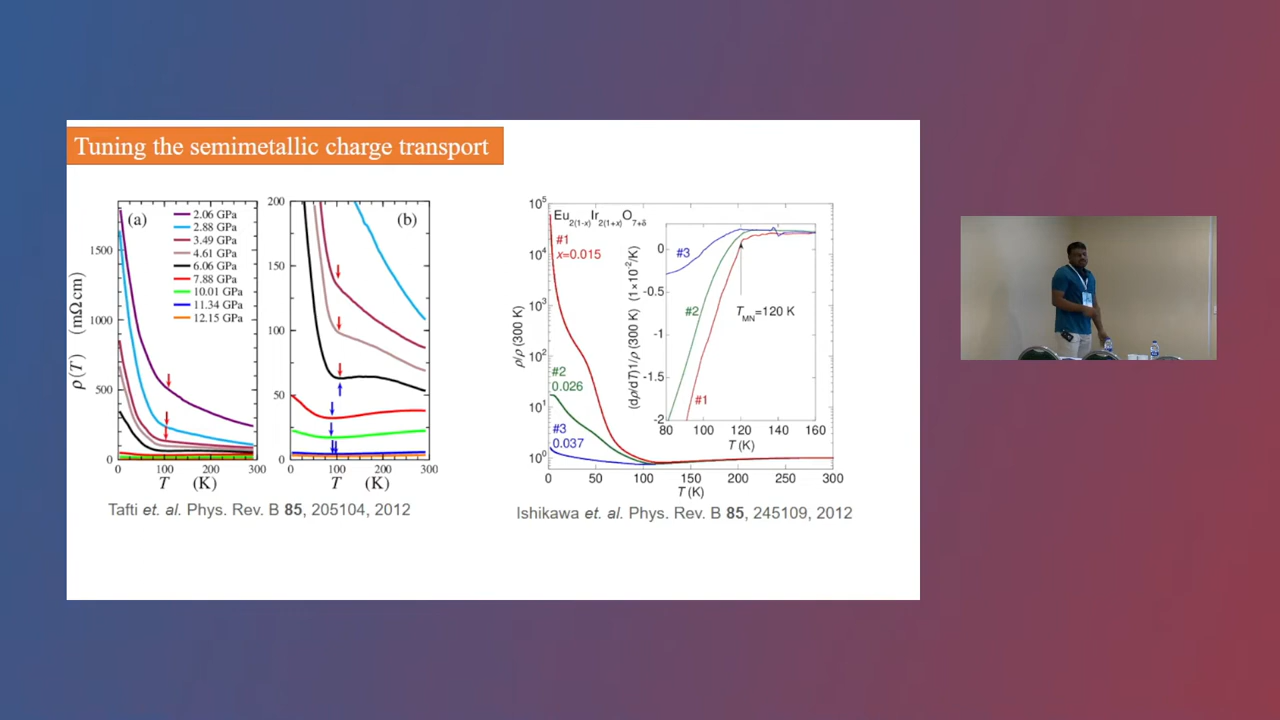 Tuning the semimetallic charge transport
(a)
2.06 GPa
2.88 GPa
3.49 GPa
4.61 GPa
6.06 GPa
7.88 GPa
10.01 GPa
11.34 GPa
12.15 GPa
ρ(T) (mΩcm)
1500
1000
500
0
0 100 200 300
T (K)
(b)
200
150
100
50
0
0 100 200 300
T (K)
Tafti et. al. Phys. Rev. B 85, 205104, 2012
Eu2(1-x)Ir2(1+x)O7+δ
#1
x=0.015
#2
0.026
#3
0.037
ρ/ρ (300 K)
10^5
10^4
10^3
10^2
10^1
10^0
0 50 100 150 200 250 300
T (K)
(dρ/dT)1/ρ (300 K) (1×10^-2/K)
0
-0.5
-1
-1.5
-2
#3
#2
#1
TMN=120 K
80 100 120 140 160
T (K)
Ishikawa et. al. Phys. Rev. B 85, 245109, 2012